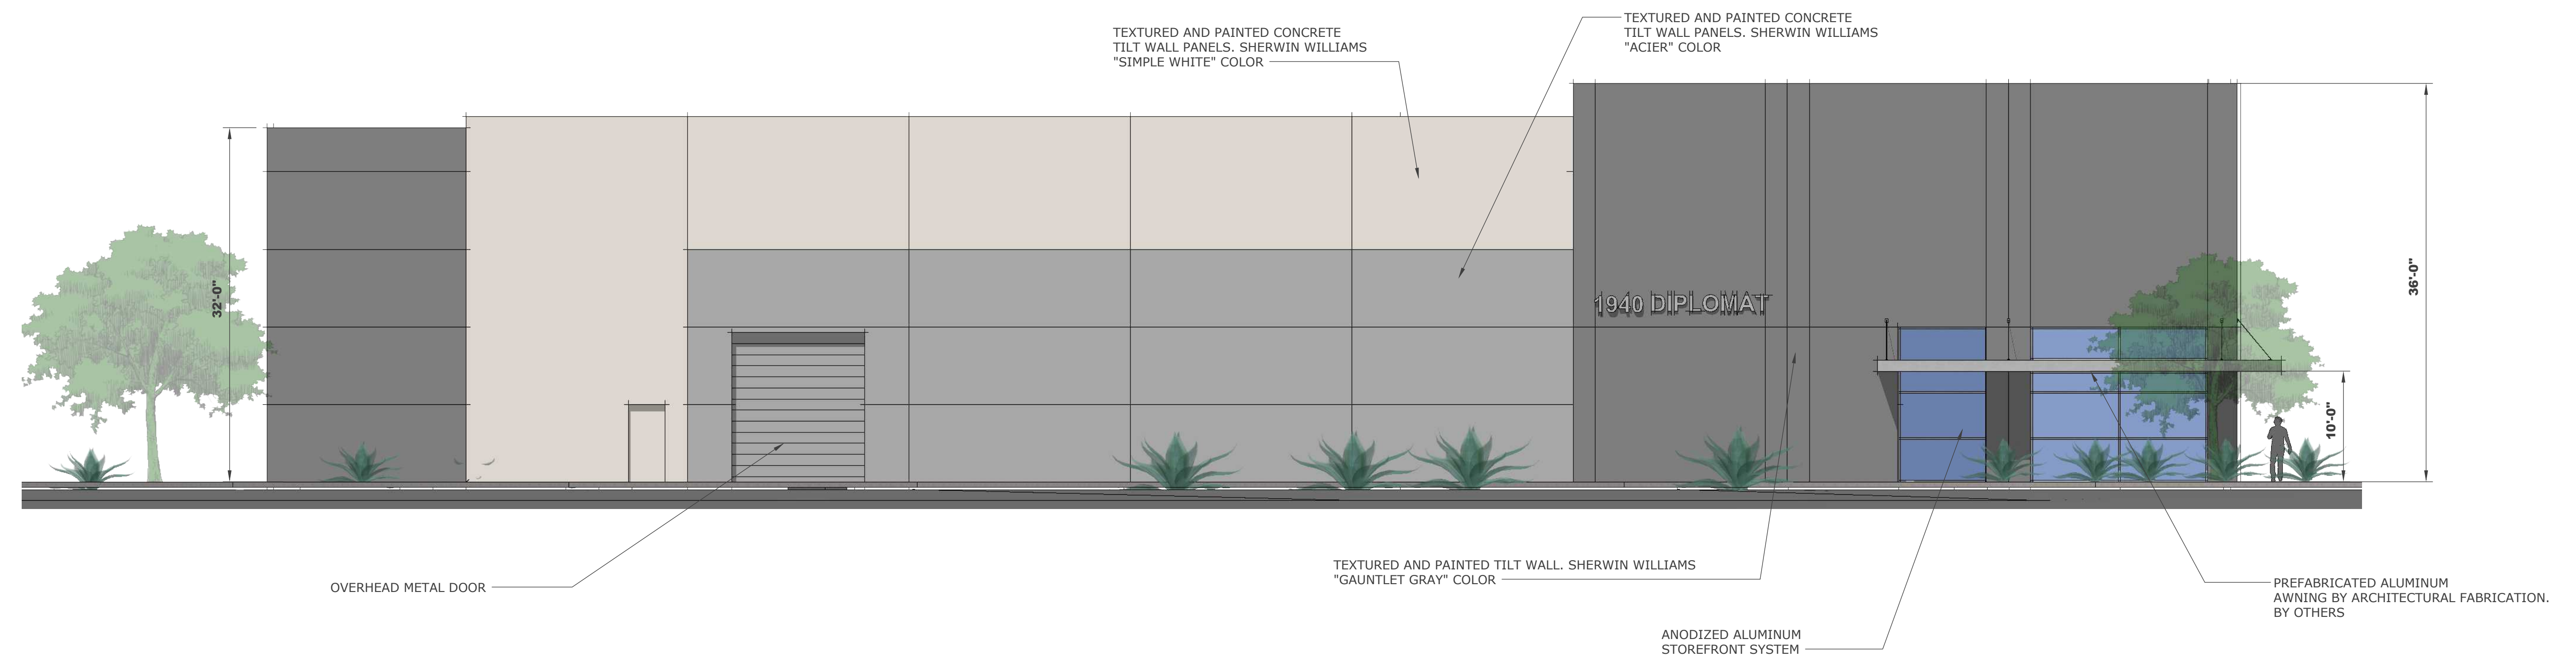 TEXTURED AND PAINTED CONCRETE
TILT WALL PANELS. SHERWIN WILLIAMS
"SIMPLE WHITE" COLOR
TEXTURED AND PAINTED CONCRETE
TILT WALL PANELS. SHERWIN WILLIAMS
"ACIER" COLOR
32'-0"
36'-0"
1940 DIPLOMAT
10'-0"
OVERHEAD METAL DOOR
TEXTURED AND PAINTED TILT WALL. SHERWIN WILLIAMS
"GAUNTLET GRAY" COLOR
PREFABRICATED ALUMINUM
AWNING BY ARCHITECTURAL FABRICATION.
BY OTHERS
ANODIZED ALUMINUM
STOREFRONT SYSTEM